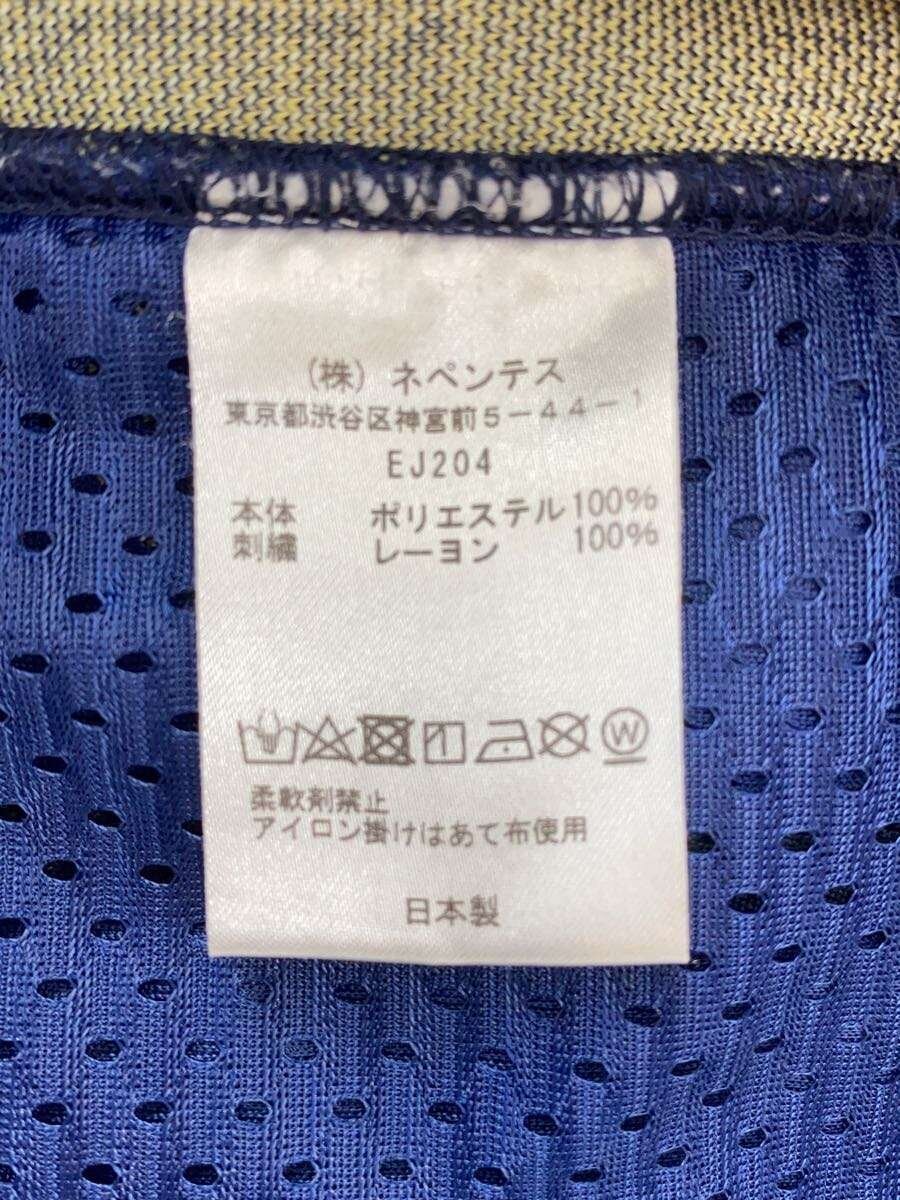 (株) ネペンテス
東京都渋谷区神宮前5-44-1
EJ204
本体 ポリエステル100%
刺繍 レーヨン 100%
W
柔軟剤禁止
アイロン掛けはあて布使用
日本製